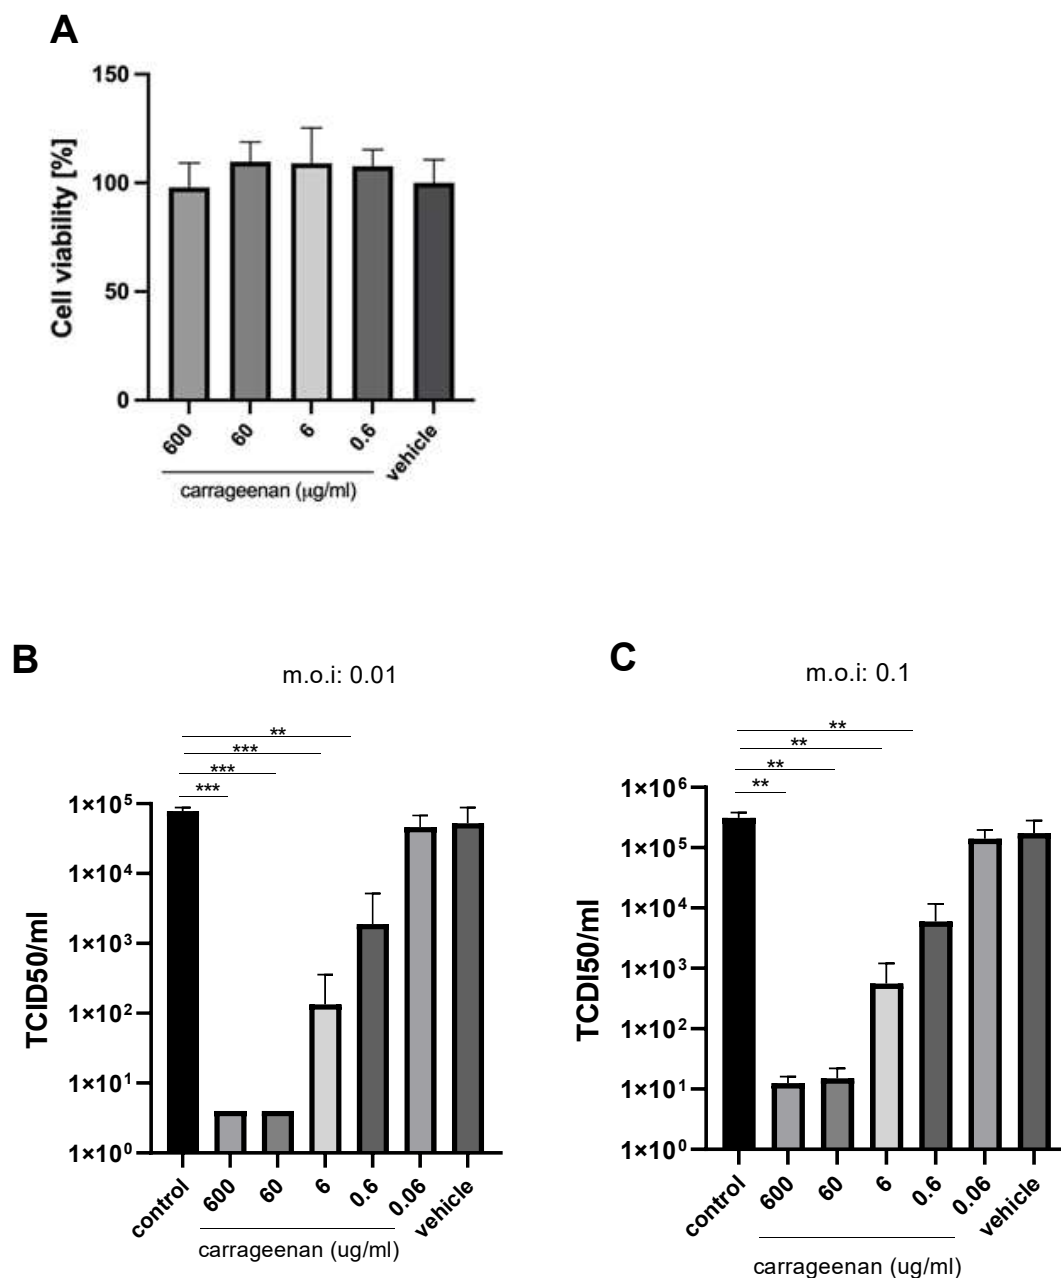 A
150
100
50
0
Cell viability [%]
600
60
6
0.6
vehicle
carrageenan (μg/ml)
B
m.o.i: 0.01
**
***
***
***
1×10⁵
1×10⁴
1×10³
1×10²
1×10¹
1×10⁰
TCID50/ml
control
600
60
6
0.6
0.06
vehicle
carrageenan (ug/ml)
C
m.o.i: 0.1
**
**
**
**
1×10⁶
1×10⁵
1×10⁴
1×10³
1×10²
1×10¹
1×10⁰
TCDI50/ml
control
600
60
6
0.6
0.06
vehicle
carrageenan (ug/ml)